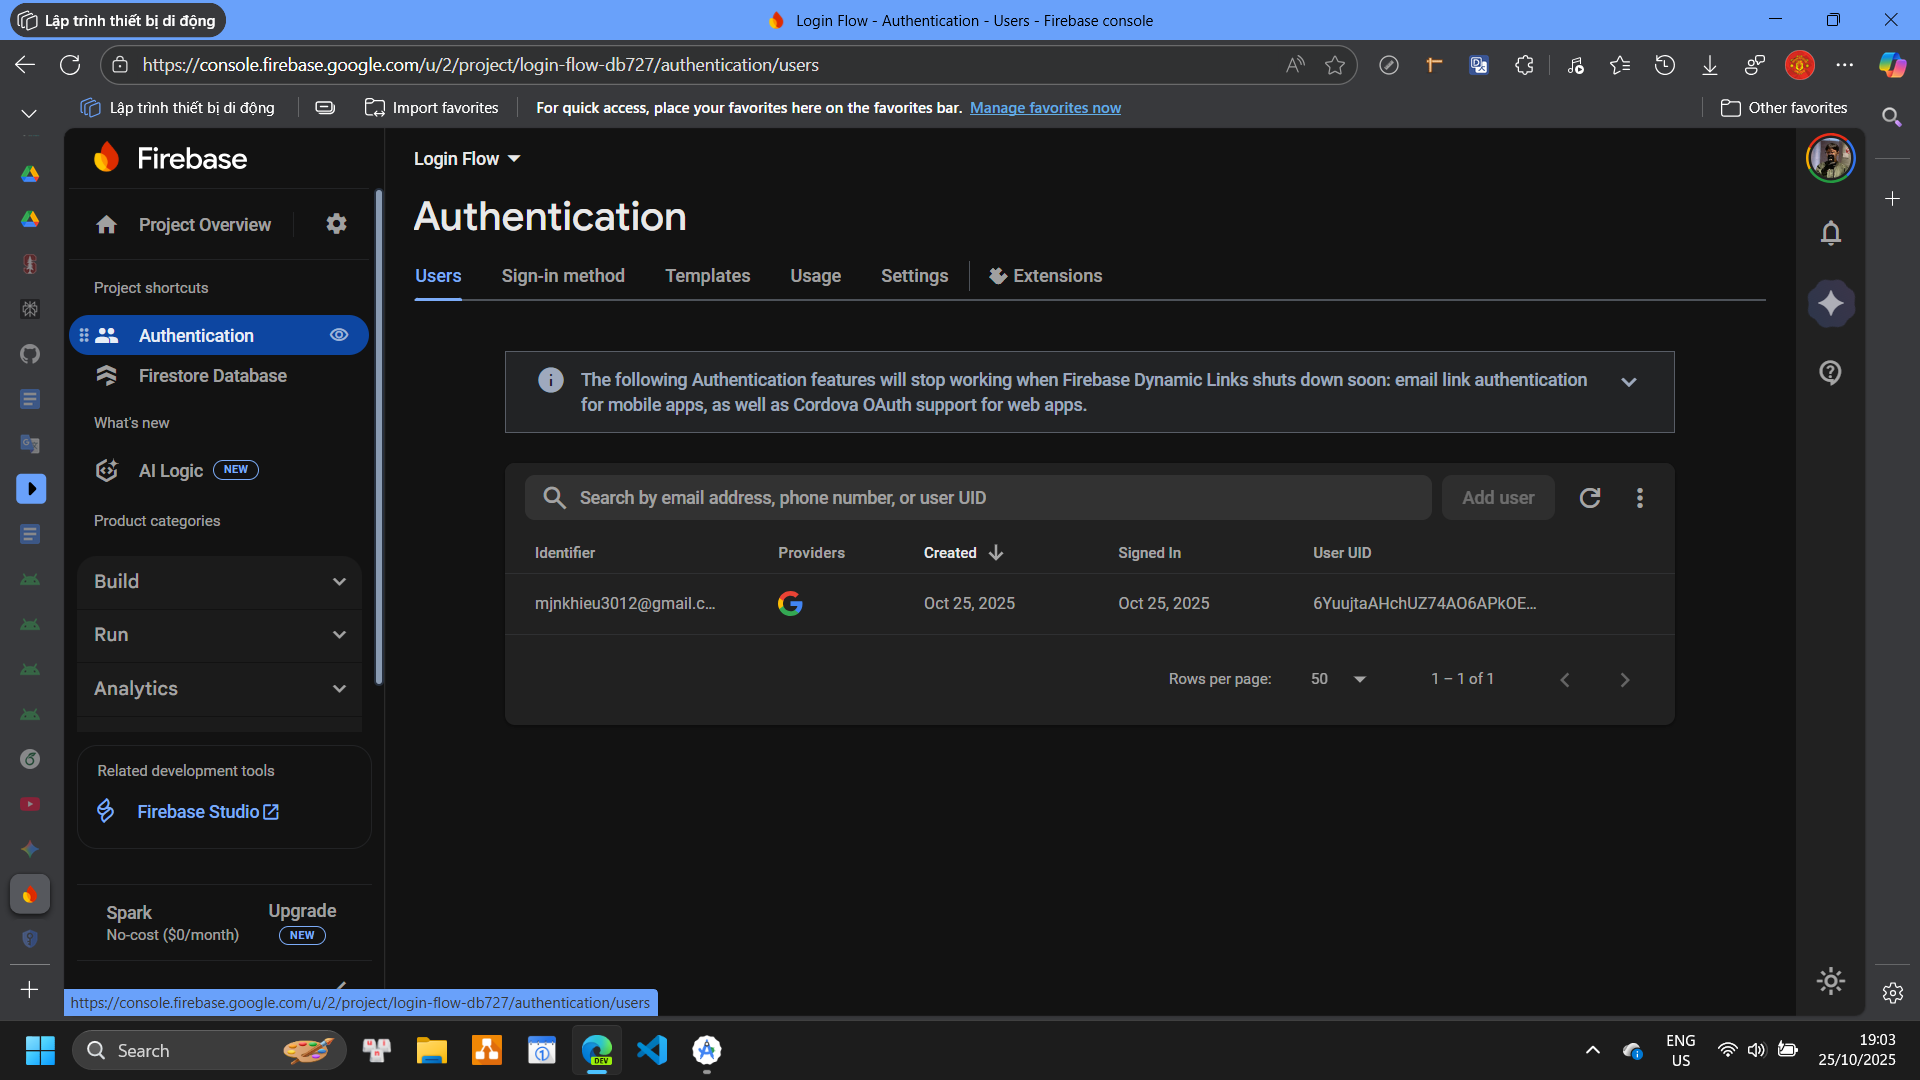 Lập trình thiết bị di động
Login Flow - Authentication - Users - Firebase console
https://console.firebase.google.com/u/2/project/login-flow-db727/authentication/users
Lập trình thiết bị di động
Import favorites
For quick access, place your favorites here on the favorites bar. Manage favorites now
Other favorites
Firebase
Login Flow
Project Overview
Authentication
Users
Sign-in method
Templates
Usage
Settings
Extensions
Project shortcuts
Authentication
Firestore Database
What's new
AI Logic NEW
Product categories
Build
Run
Analytics
Related development tools
Firebase Studio
Spark
No-cost ($0/month)
Upgrade
NEW
The following Authentication features will stop working when Firebase Dynamic Links shuts down soon: email link authentication
for mobile apps, as well as Cordova OAuth support for web apps.
Search by email address, phone number, or user UID
Add user
Identifier
Providers
Created
Signed In
User UID
mjnkhieu3012@gmail.c...
Oct 25, 2025
Oct 25, 2025
6YuujtaAHchUZ74AO6APkOE...
Rows per page:
50
1 – 1 of 1
https://console.firebase.google.com/u/2/project/login-flow-db727/authentication/users
Search
DEV
ENG
US
19:03
25/10/2025